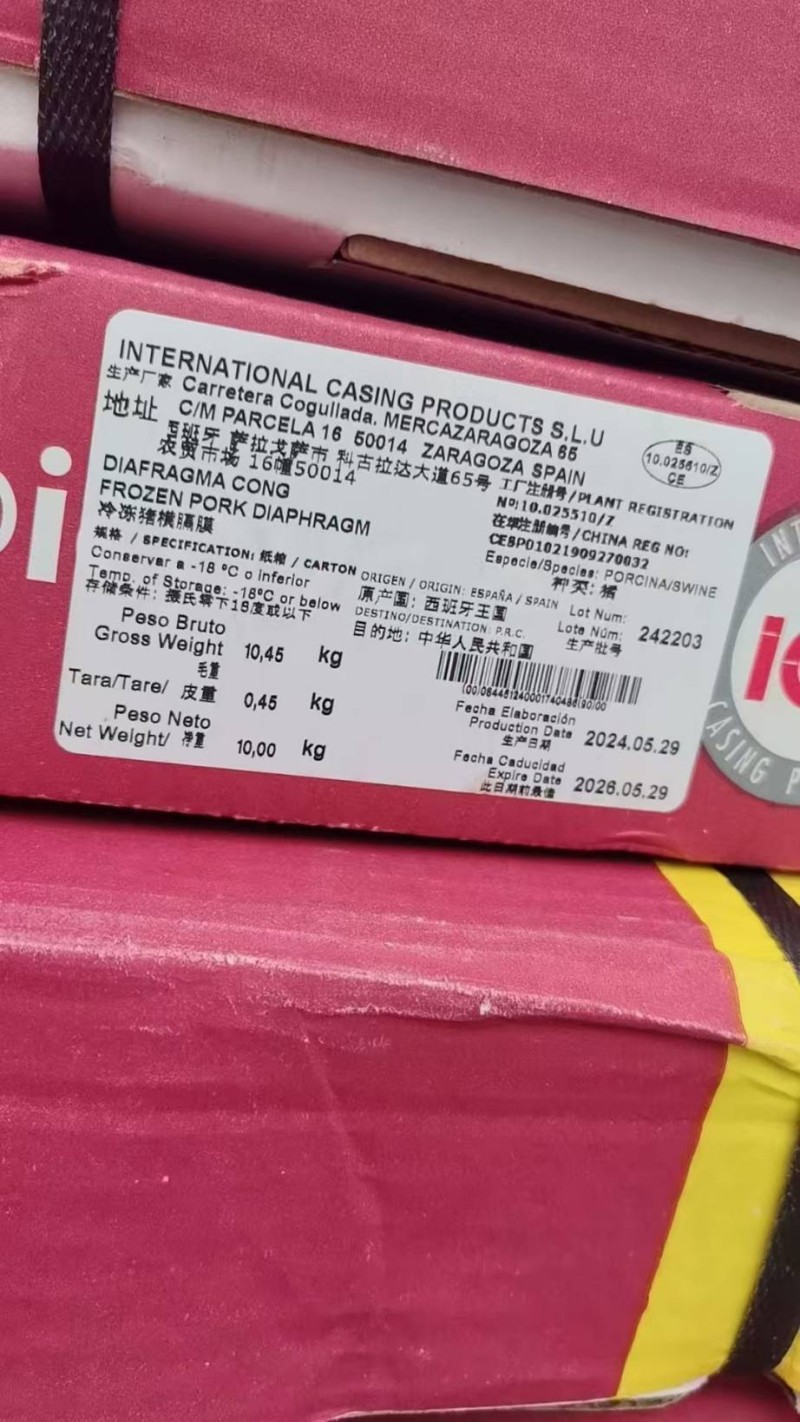 INTERNATIONAL CASING PRODUCTS S.L.U
生产厂家 Carretera Cogullada. MERCAZARAGOZA 65
地址 C/M PARCELA 16 50014 ZARAGOZA SPAIN
西班牙 萨拉戈萨市 科古拉达大道65号
农贸市场 16幢50014
ES
10.025510/Z
CE
DIAFRAGMA CONG
FROZEN PORK DIAPHRAGM
冷冻猪横膈膜
工厂注册号/PLANT REGISTRATION
Nº:10.025510/Z
在华注册编号/CHINA REG NO:
CESP01021909270032
Especie/Species: PORCINA/SWINE
种类: 猪
规格 / SPECIFICATION: 纸箱 / CARTON
Conservar a -18 ºC o inferior
Temp. of Storage: -18ºC or below
存储条件: 摄氏零下18度或以下
ORIGEN / ORIGIN: ESPAÑA / SPAIN
原产国: 西班牙王国
DESTINO/DESTINATION: P.R.C.
目的地: 中华人民共和国
Lot Num:
Lote Núm: 242203
生产批号
Peso Bruto
Gross Weight 10,45 kg
毛重
Tara/Tare/ 皮重 0,45 kg
Peso Neto
Net Weight/ 净重 10,00 kg
Fecha Elaboración
Production Date 2024.05.29
生产日期
Fecha Caducidad
Expire Date 2026.05.29
此日期前最佳